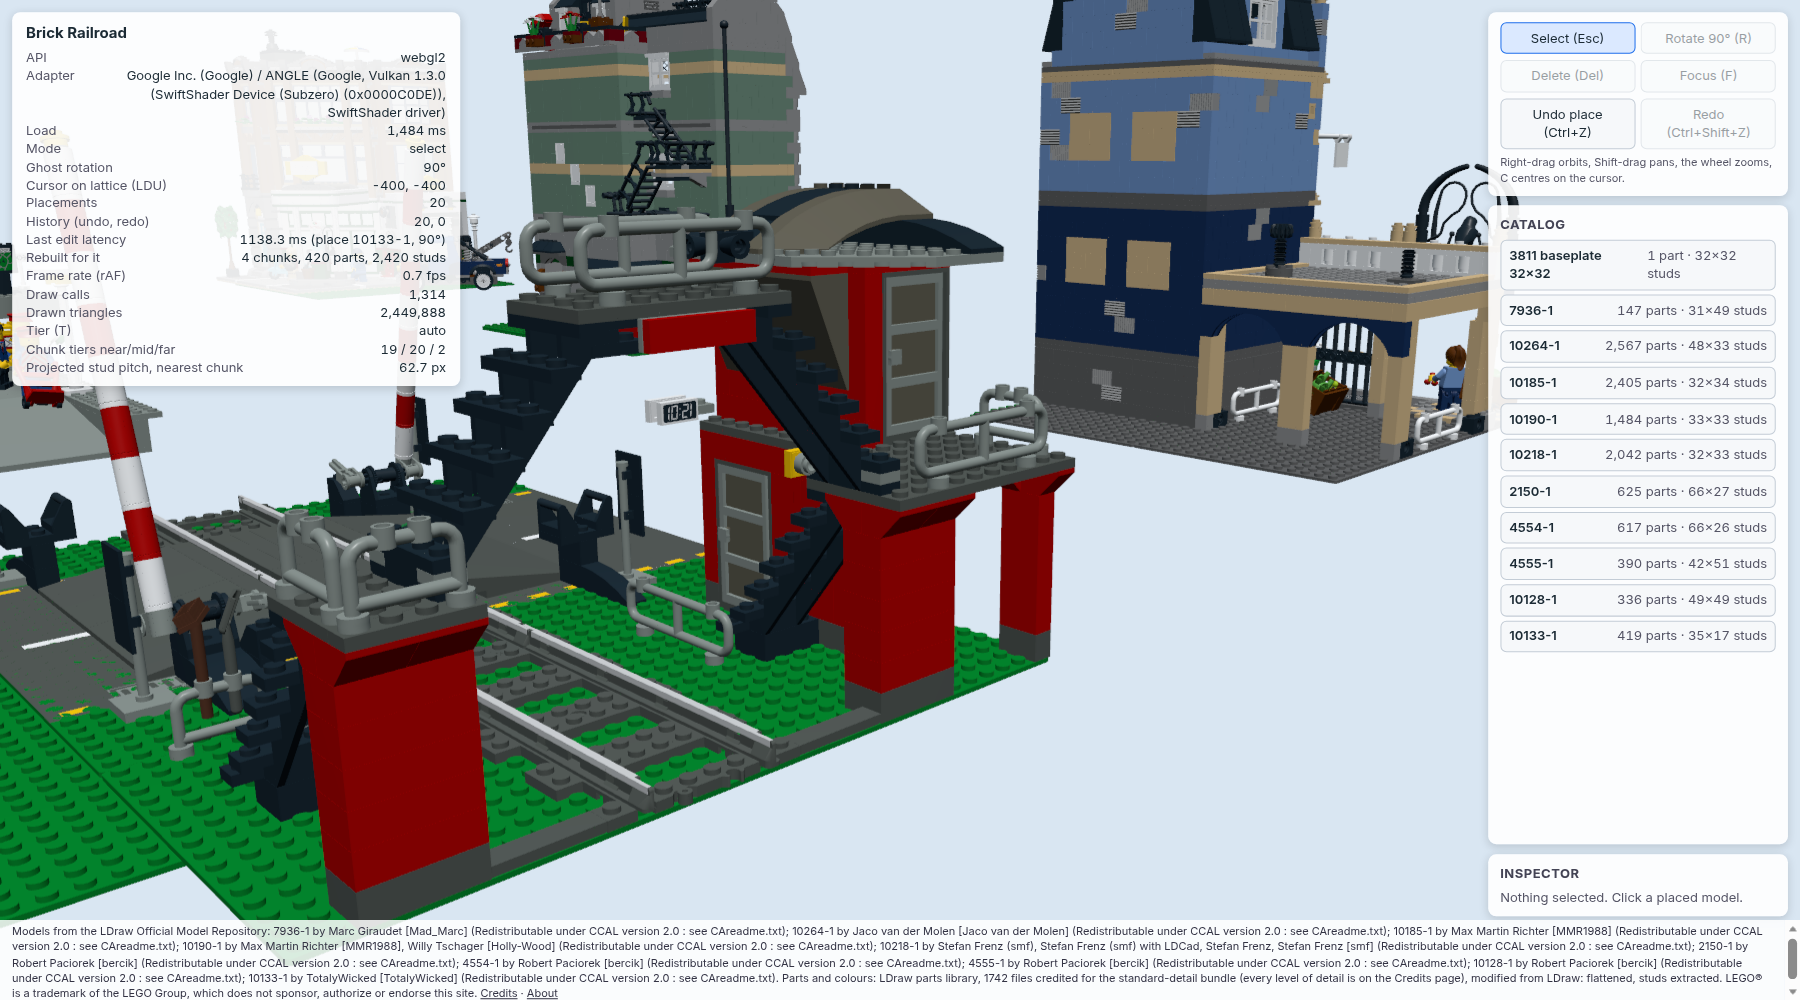 Brick Railroad
API webgl2
Adapter Google Inc. (Google) / ANGLE (Google, Vulkan 1.3.0
(SwiftShader Device (Subzero) (0x0000C0DE)),
SwiftShader driver)
Load 1,484 ms
Mode select
Ghost rotation 90°
Cursor on lattice (LDU) -400, -400
Placements 20
History (undo, redo) 20, 0
Last edit latency 1138.3 ms (place 10133-1, 90°)
Rebuilt for it 4 chunks, 420 parts, 2,420 studs
Frame rate (rAF) 0.7 fps
Draw calls 1,314
Drawn triangles 2,449,888
Tier (T) auto
Chunk tiers near/mid/far 19 / 20 / 2
Projected stud pitch, nearest chunk 62.7 px
10:21
Select (Esc) Rotate 90° (R)
Delete (Del) Focus (F)
Undo place
(Ctrl+Z)
Redo
(Ctrl+Shift+Z)
Right-drag orbits, Shift-drag pans, the wheel zooms,
C centres on the cursor.
CATALOG
3811 baseplate
32×32
1 part · 32×32
studs
7936-1 147 parts · 31×49 studs
10264-1 2,567 parts · 48×33 studs
10185-1 2,405 parts · 32×34 studs
10190-1 1,484 parts · 33×33 studs
10218-1 2,042 parts · 32×33 studs
2150-1 625 parts · 66×27 studs
4554-1 617 parts · 66×26 studs
4555-1 390 parts · 42×51 studs
10128-1 336 parts · 49×49 studs
10133-1 419 parts · 35×17 studs
INSPECTOR
Nothing selected. Click a placed model.
Models from the LDraw Official Model Repository: 7936-1 by Marc Giraudet [Mad_Marc] (Redistributable under CCAL version 2.0 : see CAreadme.txt); 10264-1 by Jaco van der Molen [Jaco van der Molen] (Redistributable under CCAL version 2.0 : see CAreadme.txt); 10185-1 by Max Martin Richter [MMR1988] (Redistributable under CCAL
version 2.0 : see CAreadme.txt); 10190-1 by Max Martin Richter [MMR1988], Willy Tschager [Holly-Wood] (Redistributable under CCAL version 2.0 : see CAreadme.txt); 10218-1 by Stefan Frenz (smf), Stefan Frenz (smf) with LDCad, Stefan Frenz, Stefan Frenz [smf] (Redistributable under CCAL version 2.0 : see CAreadme.txt); 2150-1 by
Robert Paciorek [bercik] (Redistributable under CCAL version 2.0 : see CAreadme.txt); 4554-1 by Robert Paciorek [bercik] (Redistributable under CCAL version 2.0 : see CAreadme.txt); 4555-1 by Robert Paciorek [bercik] (Redistributable under CCAL version 2.0 : see CAreadme.txt); 10128-1 by Robert Paciorek [bercik] (Redistributable
under CCAL version 2.0 : see CAreadme.txt); 10133-1 by TotalyWicked [TotalyWicked] (Redistributable under CCAL version 2.0 : see CAreadme.txt). Parts and colours: LDraw parts library, 1742 files credited for the standard-detail bundle (every level of detail is on the Credits page), modified from LDraw: flattened, studs extracted. LEGO®
is a trademark of the LEGO Group, which does not sponsor, authorize or endorse this site. Credits · About